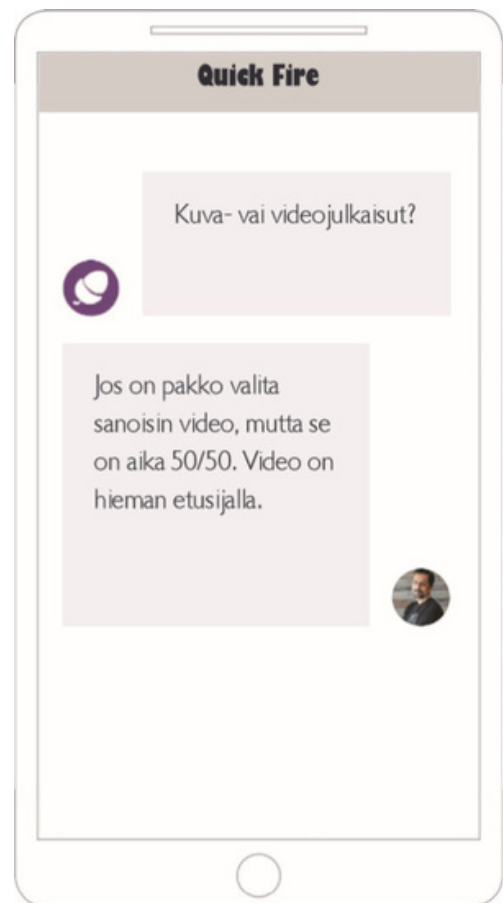 Quick Fire
Kuva- vai videojulkaisut?
Jos on pakko valita
sanoisin video, mutta se
on aika 50/50. Video on
hieman etusijalla.